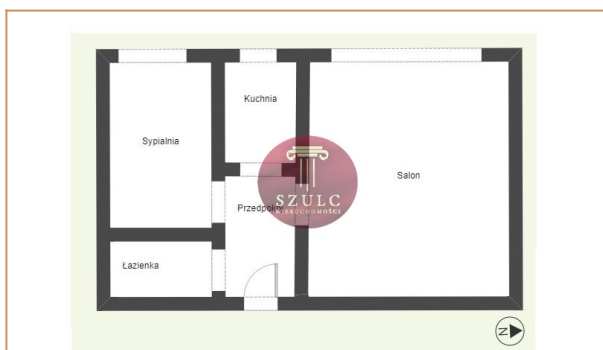 Kuchnia
Sypialnia
Salon
SZULC
NIERUCHOMOŚCI
Przedpokój
Łazienka
N